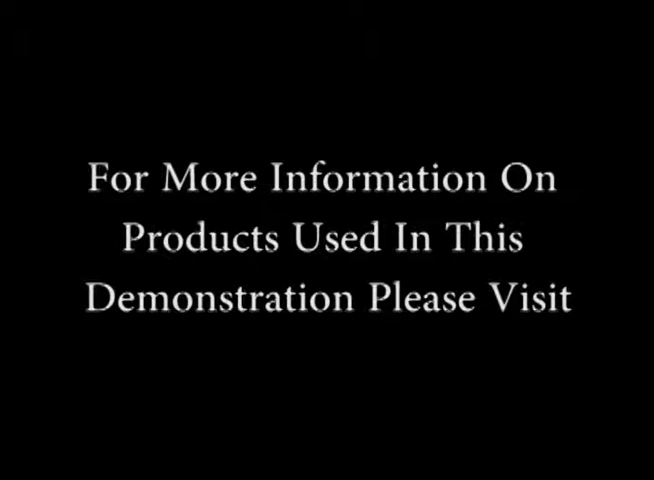 For More Information On
Products Used In This
Demonstration Please Visit